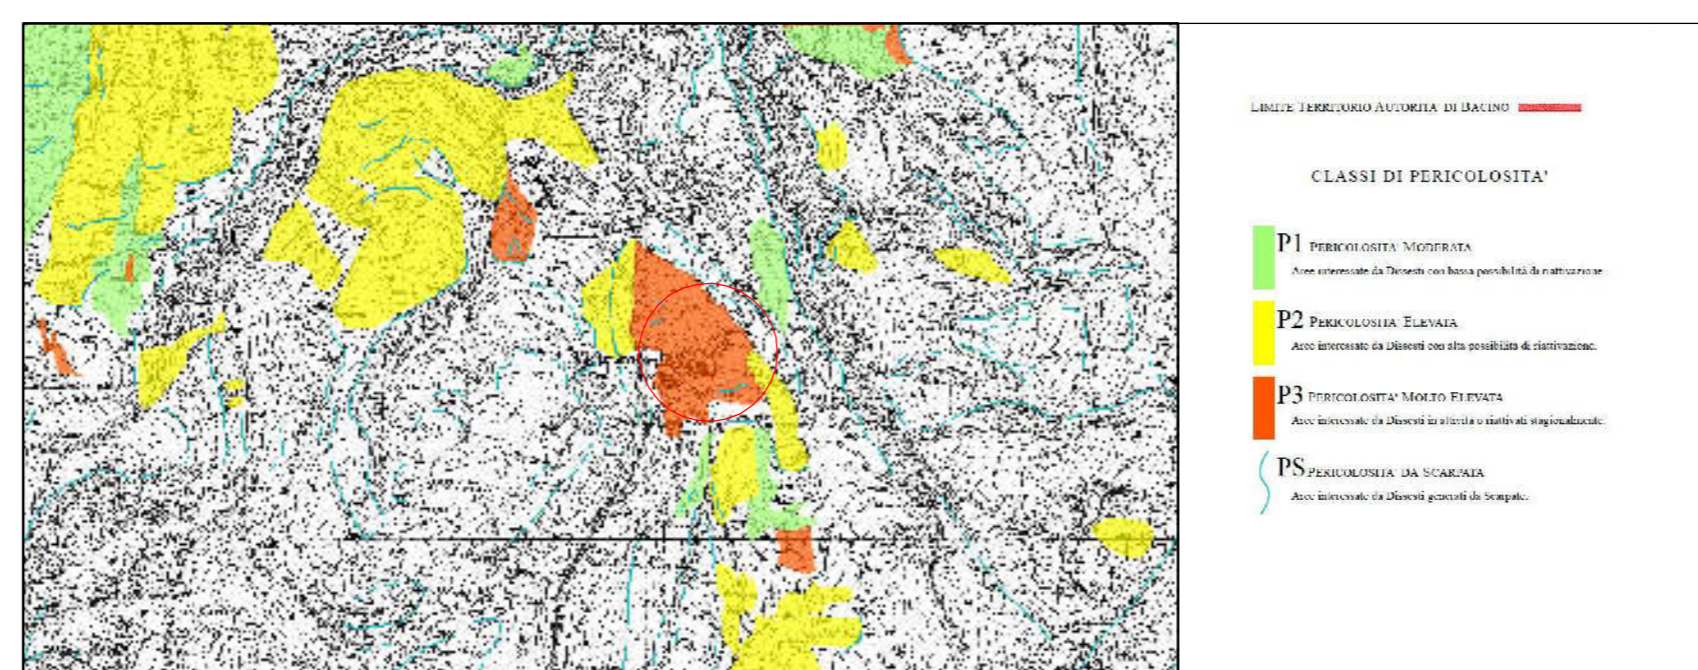 LIMITE TERRITORIO AUTORITA' DI BACINO
CLASSI DI PERICOLOSITA'
P1 PERICOLOSITA' MODERATA
Aree interessate da Dissesti con bassa possibilità di riattivazione
P2 PERICOLOSITA' ELEVATA
Aree interessate da Dissesti con alta possibilità di riattivazione.
P3 PERICOLOSITA' MOLTO ELEVATA
Aree interessate da Dissesti in attività o riattivati stagionalmente.
PS PERICOLOSITA' DA SCARPATA
Aree interessate da Dissesti generati da Scarpate.